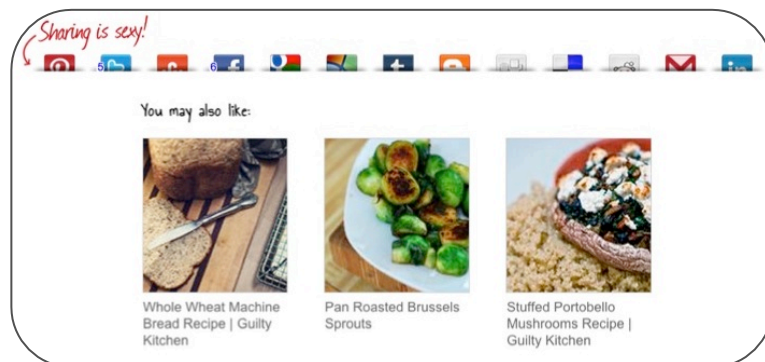 Sharing is sexy!
5
6
You may also like:
Whole Wheat Machine
Bread Recipe | Guilty
Kitchen
Pan Roasted Brussels
Sprouts
Stuffed Portobello
Mushrooms Recipe |
Guilty Kitchen